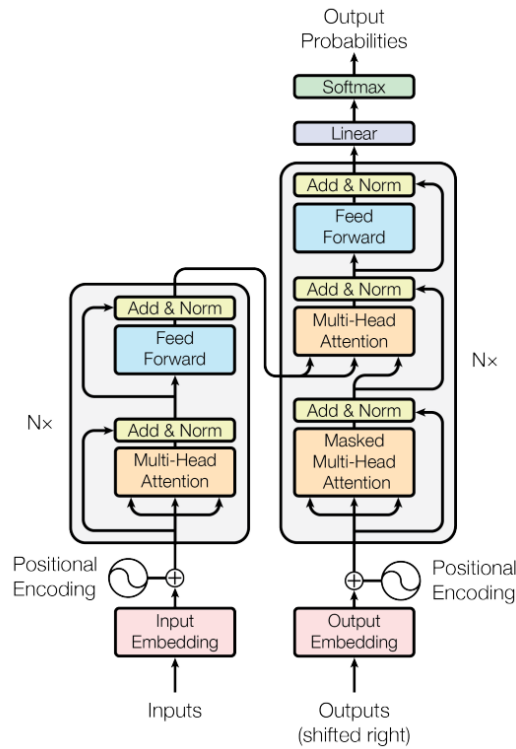 Output
Probabilities
Softmax
Linear
Add & Norm
Feed
Forward
Add & Norm
Multi-Head
Attention
Add & Norm
Masked
Multi-Head
Attention
N×
Add & Norm
Feed
Forward
Add & Norm
Multi-Head
Attention
N×
Positional
Encoding
Positional
Encoding
Input
Embedding
Output
Embedding
Inputs
Outputs
(shifted right)